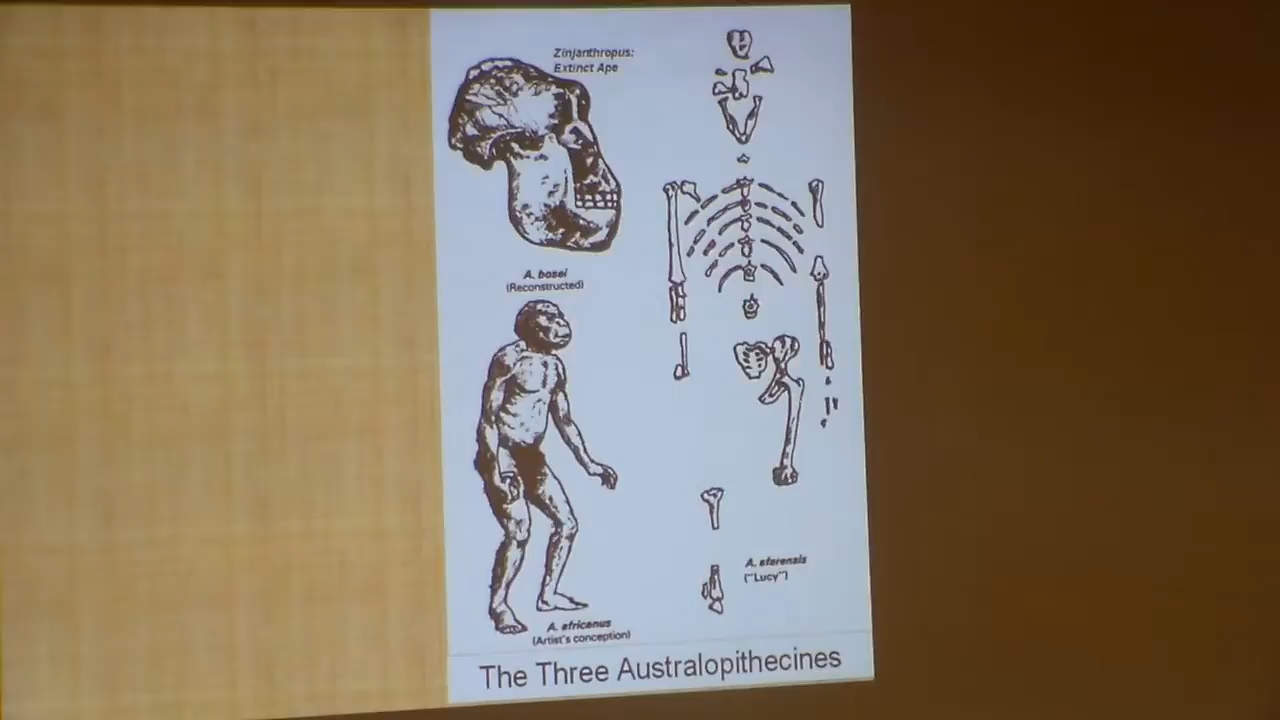 Zinjanthropus:
Extinct Ape
A. bosei
(Reconstructed)
A. afarensis
("Lucy")
A. africanus
(Artist's conception)
The Three Australopithecines